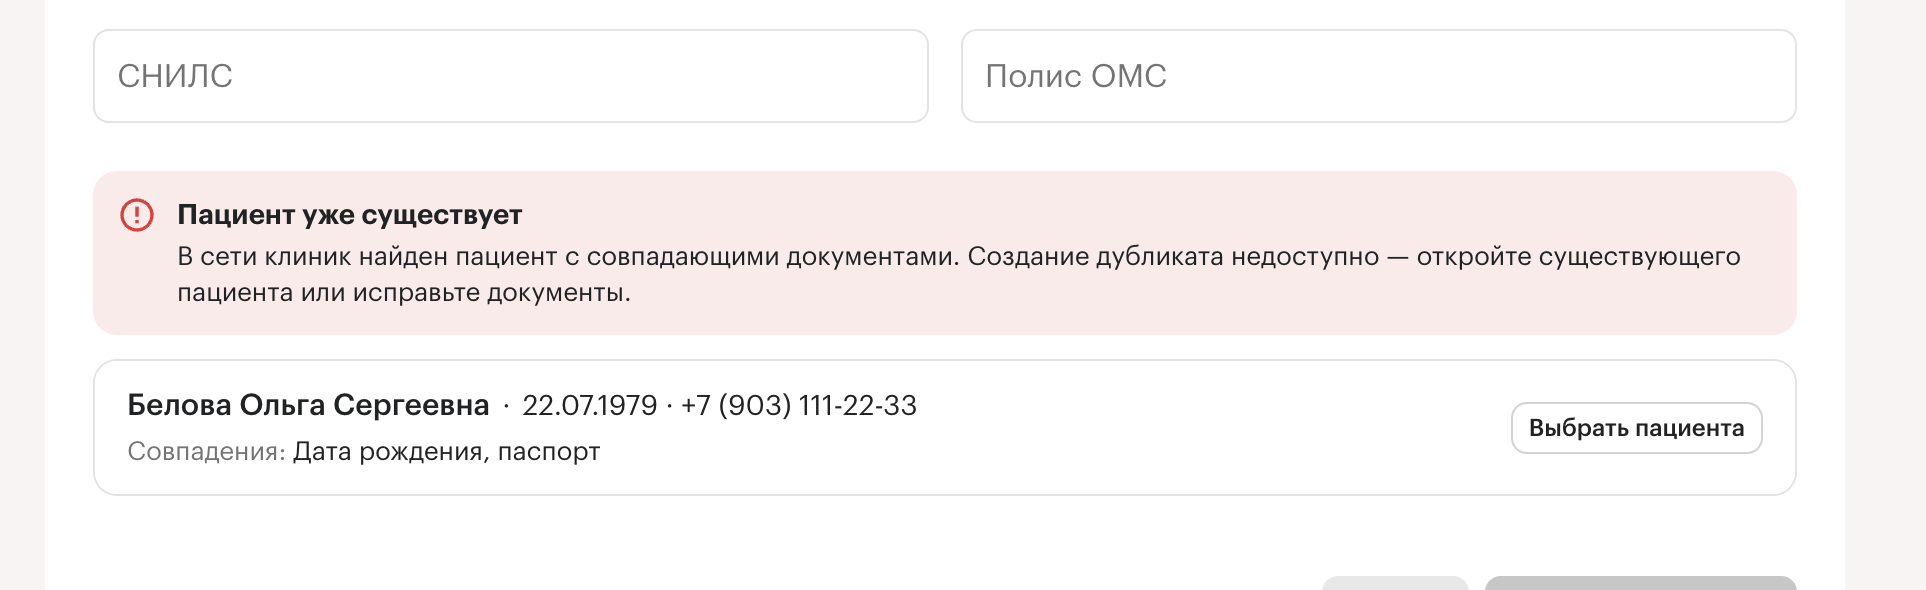 СНИЛС
Полис ОМС
Пациент уже существует
В сети клиник найден пациент с совпадающими документами. Создание дубликата недоступно — откройте существующего
пациента или исправьте документы.
Белова Ольга Сергеевна · 22.07.1979 · +7 (903) 111-22-33
Совпадения: Дата рождения, паспорт
Выбрать пациента